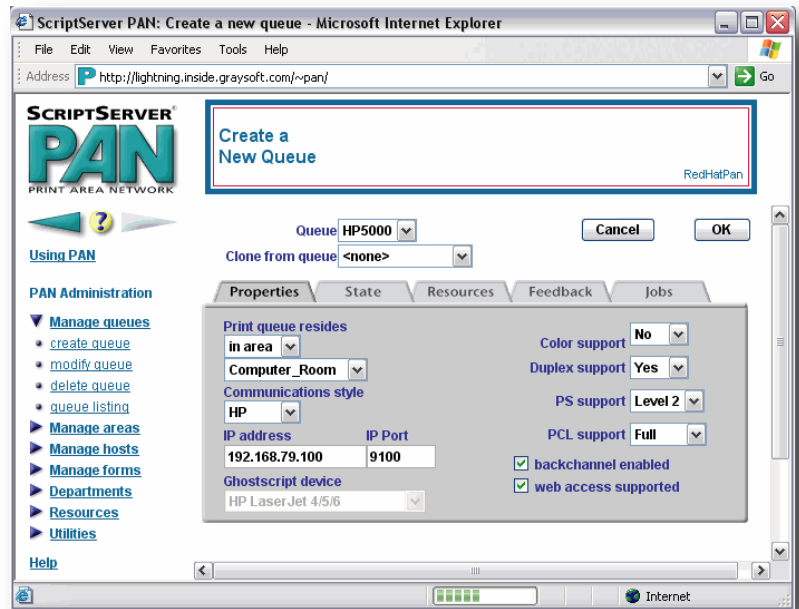 ScriptServer PAN: Create a new queue - Microsoft Internet Explorer
File Edit View Favorites Tools Help
Address http://lightning.inside.graysoft.com/~pan/ Go
SCRIPTSERVER®
PAN
PRINT AREA NETWORK
Create a
New Queue
RedHatPan
?
Using PAN
PAN Administration
Manage queues
create queue
modify queue
delete queue
queue listing
Manage areas
Manage hosts
Manage forms
Departments
Resources
Utilities
Help
Queue HP5000
Cancel OK
Clone from queue <none>
Properties State Resources Feedback Jobs
Print queue resides
in area
Computer_Room
Communications style
HP
IP address IP Port
192.168.79.100 9100
Ghostscript device
HP LaserJet 4/5/6
Color support No
Duplex support Yes
PS support Level 2
PCL support Full
backchannel enabled
web access supported
Internet